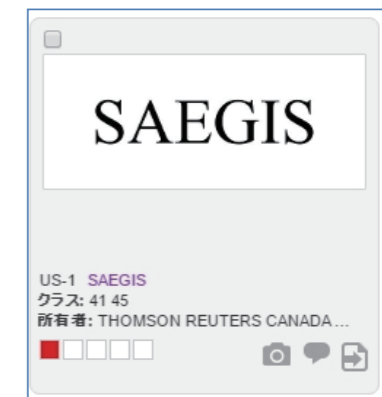 SAEGIS
US-1 SAEGIS
クラス: 41 45
所有者: THOMSON REUTERS CANADA ...